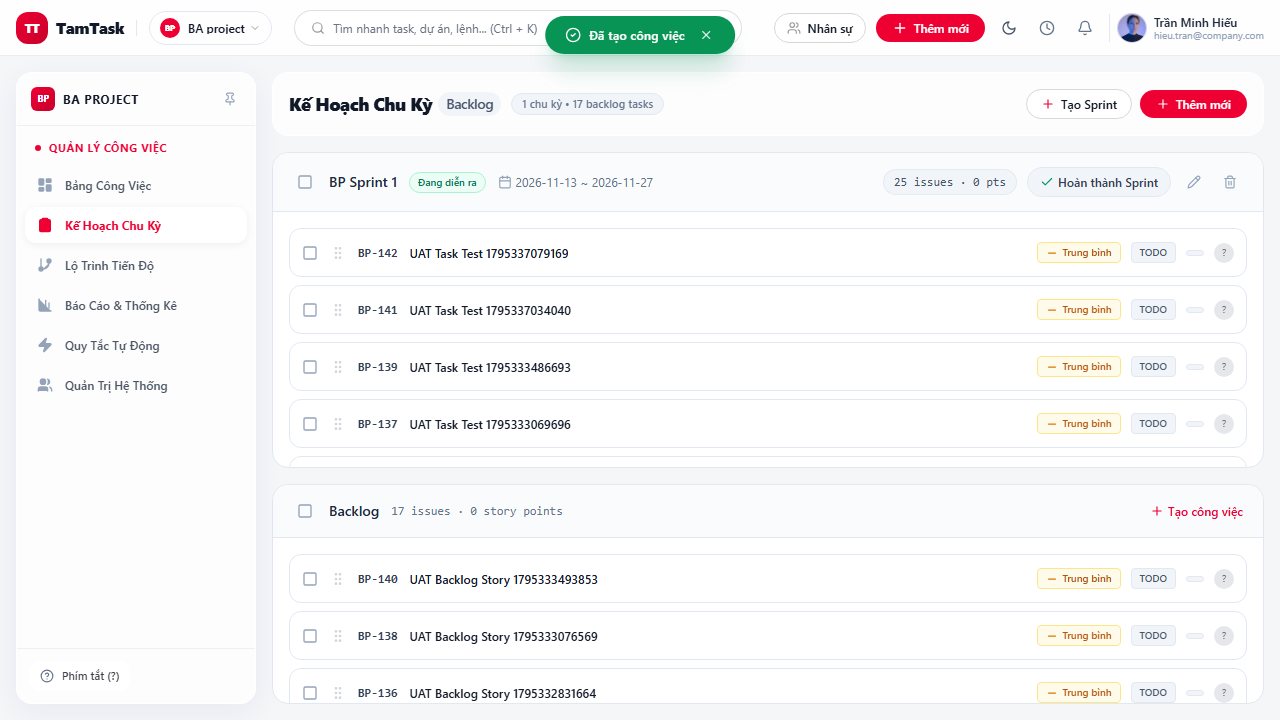 TT TamTask BP BA project Tìm nhanh task, dự án, lệnh... (Ctrl + K) Đã tạo công việc Nhân sự Thêm mới Trần Minh Hiếu
hieu.tran@company.com
BP BA PROJECT
QUẢN LÝ CÔNG VIỆC
Bảng Công Việc
Kế Hoạch Chu Kỳ
Lộ Trình Tiến Độ
Báo Cáo & Thống Kê
Quy Tắc Tự Động
Quản Trị Hệ Thống
Phím tắt (?)
Kế Hoạch Chu Kỳ Backlog 1 chu kỳ • 17 backlog tasks Tạo Sprint Thêm mới
BP Sprint 1 Đang diễn ra 2026-11-13 ~ 2026-11-27 25 issues · 0 pts Hoàn thành Sprint
BP-142 UAT Task Test 1795337079169 Trung bình TODO ?
BP-141 UAT Task Test 1795337034040 Trung bình TODO ?
BP-139 UAT Task Test 1795333486693 Trung bình TODO ?
BP-137 UAT Task Test 1795333069696 Trung bình TODO ?
Backlog 17 issues · 0 story points Tạo công việc
BP-140 UAT Backlog Story 1795333493853 Trung bình TODO ?
BP-138 UAT Backlog Story 1795333076569 Trung bình TODO ?
BP-136 UAT Backlog Story 1795332831664 Trung bình TODO ?